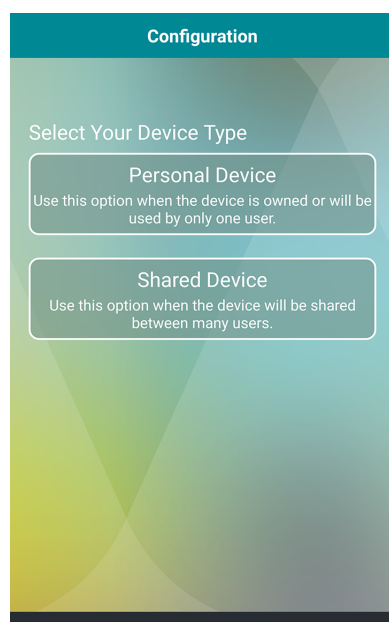 Configuration
Select Your Device Type
Personal Device
Use this option when the device is owned or will be
used by only one user.
Shared Device
Use this option when the device will be shared
between many users.